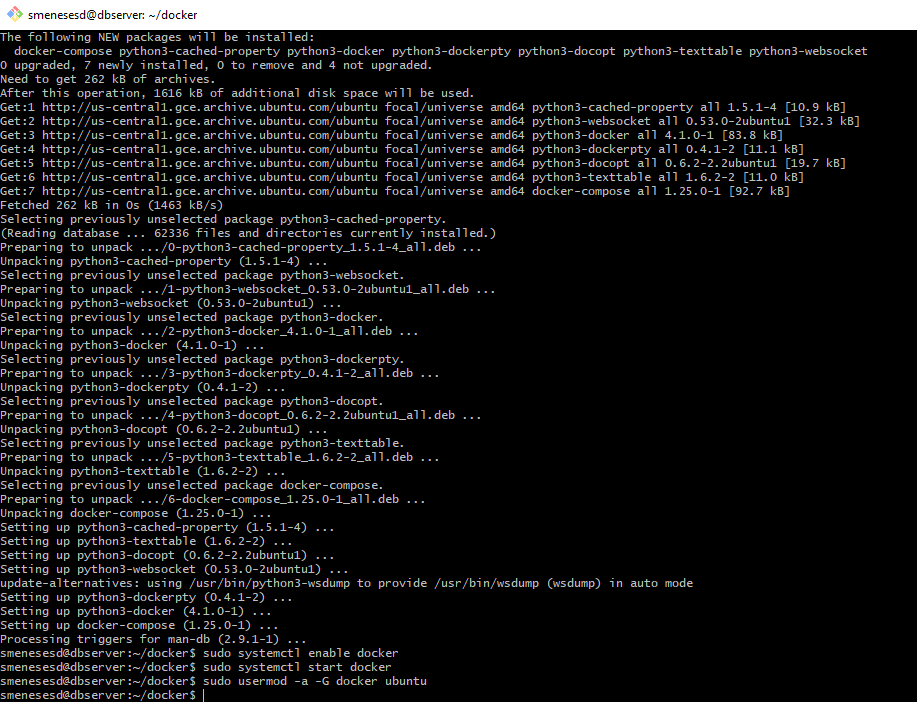 smenesesd@dbserver: ~/docker
The following NEW packages will be installed:
  docker-compose python3-cached-property python3-docker python3-dockerpty python3-docopt python3-texttable python3-websocket
0 upgraded, 7 newly installed, 0 to remove and 4 not upgraded.
Need to get 262 kB of archives.
After this operation, 1616 kB of additional disk space will be used.
Get:1 http://us-central1.gce.archive.ubuntu.com/ubuntu focal/universe amd64 python3-cached-property all 1.5.1-4 [10.9 kB]
Get:2 http://us-central1.gce.archive.ubuntu.com/ubuntu focal/universe amd64 python3-websocket all 0.53.0-2ubuntu1 [32.3 kB]
Get:3 http://us-central1.gce.archive.ubuntu.com/ubuntu focal/universe amd64 python3-docker all 4.1.0-1 [83.8 kB]
Get:4 http://us-central1.gce.archive.ubuntu.com/ubuntu focal/universe amd64 python3-dockerpty all 0.4.1-2 [11.1 kB]
Get:5 http://us-central1.gce.archive.ubuntu.com/ubuntu focal/universe amd64 python3-docopt all 0.6.2-2.2ubuntu1 [19.7 kB]
Get:6 http://us-central1.gce.archive.ubuntu.com/ubuntu focal/universe amd64 python3-texttable all 1.6.2-2 [11.0 kB]
Get:7 http://us-central1.gce.archive.ubuntu.com/ubuntu focal/universe amd64 docker-compose all 1.25.0-1 [92.7 kB]
Fetched 262 kB in 0s (1463 kB/s)
Selecting previously unselected package python3-cached-property.
(Reading database ... 62336 files and directories currently installed.)
Preparing to unpack .../0-python3-cached-property_1.5.1-4_all.deb ...
Unpacking python3-cached-property (1.5.1-4) ...
Selecting previously unselected package python3-websocket.
Preparing to unpack .../1-python3-websocket_0.53.0-2ubuntu1_all.deb ...
Unpacking python3-websocket (0.53.0-2ubuntu1) ...
Selecting previously unselected package python3-docker.
Preparing to unpack .../2-python3-docker_4.1.0-1_all.deb ...
Unpacking python3-docker (4.1.0-1) ...
Selecting previously unselected package python3-dockerpty.
Preparing to unpack .../3-python3-dockerpty_0.4.1-2_all.deb ...
Unpacking python3-dockerpty (0.4.1-2) ...
Selecting previously unselected package python3-docopt.
Preparing to unpack .../4-python3-docopt_0.6.2-2.2ubuntu1_all.deb ...
Unpacking python3-docopt (0.6.2-2.2ubuntu1) ...
Selecting previously unselected package python3-texttable.
Preparing to unpack .../5-python3-texttable_1.6.2-2_all.deb ...
Unpacking python3-texttable (1.6.2-2) ...
Selecting previously unselected package docker-compose.
Preparing to unpack .../6-docker-compose_1.25.0-1_all.deb ...
Unpacking docker-compose (1.25.0-1) ...
Setting up python3-cached-property (1.5.1-4) ...
Setting up python3-texttable (1.6.2-2) ...
Setting up python3-docopt (0.6.2-2.2ubuntu1) ...
Setting up python3-websocket (0.53.0-2ubuntu1) ...
update-alternatives: using /usr/bin/python3-wsdump to provide /usr/bin/wsdump (wsdump) in auto mode
Setting up python3-dockerpty (0.4.1-2) ...
Setting up python3-docker (4.1.0-1) ...
Setting up docker-compose (1.25.0-1) ...
Processing triggers for man-db (2.9.1-1) ...
smenesesd@dbserver:~/docker$ sudo systemctl enable docker
smenesesd@dbserver:~/docker$ sudo systemctl start docker
smenesesd@dbserver:~/docker$ sudo usermod -a -G docker ubuntu
smenesesd@dbserver:~/docker$